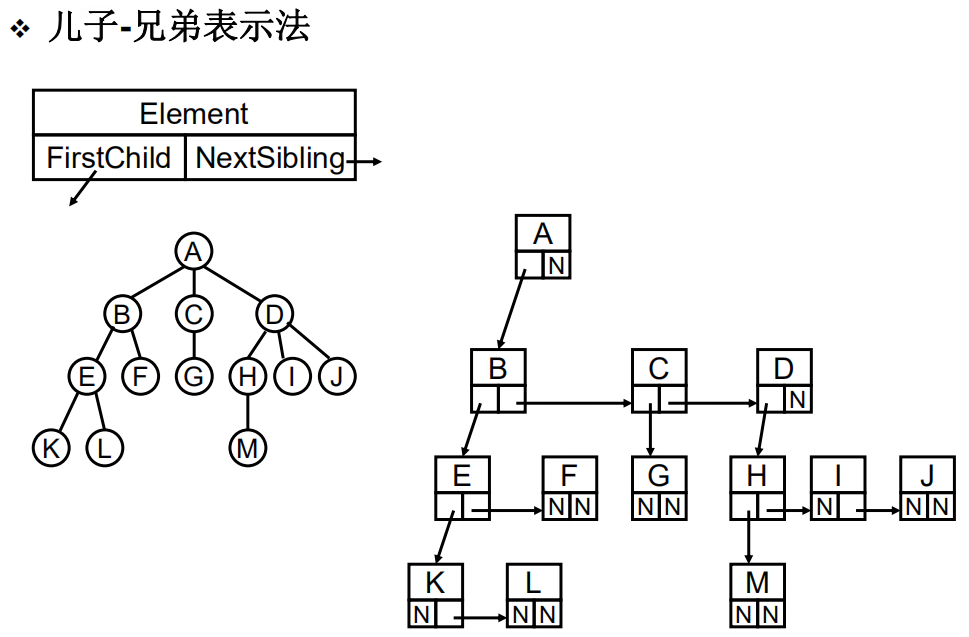 ❖ 儿子-兄弟表示法
Element
FirstChild NextSibling
A
B C D
E F G H I J
K L M
A
N
B C D
N
E F G H I J
N N N N N N N
K L M
N N N N N